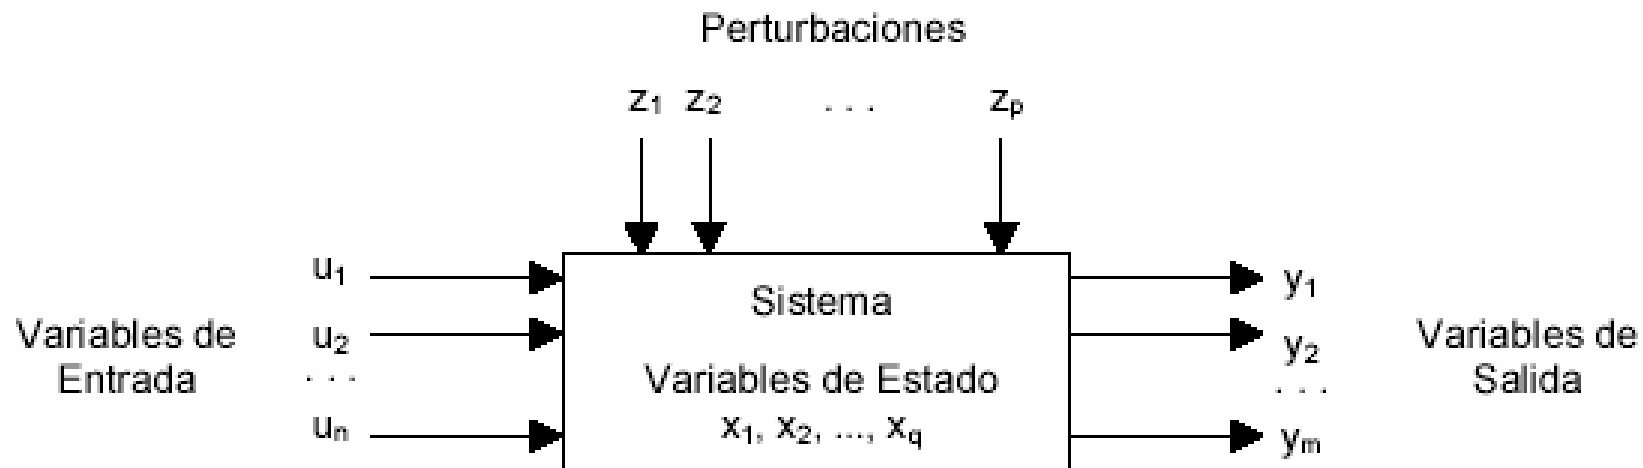 Perturbaciones
z1 z2 . . . zp
u1
u2
. . .
un
Variables de
Entrada
Sistema
Variables de Estado
x1, x2, ..., xq
y1
y2
. . .
ym
Variables de
Salida